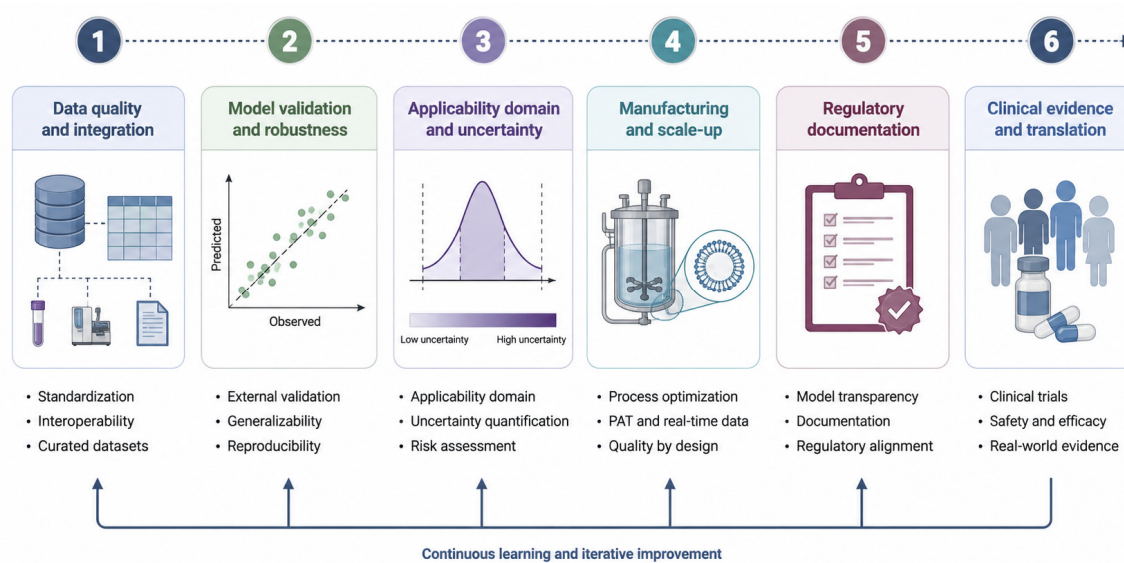 1
2
3
4
5
6
Data quality
and integration
Model validation
and robustness
Applicability domain
and uncertainty
Manufacturing
and scale-up
Regulatory
documentation
Clinical evidence
and translation
Predicted
Observed
Low uncertainty
High uncertainty
• Standardization
• Interoperability
• Curated datasets
• External validation
• Generalizability
• Reproducibility
• Applicability domain
• Uncertainty quantification
• Risk assessment
• Process optimization
• PAT and real-time data
• Quality by design
• Model transparency
• Documentation
• Regulatory alignment
• Clinical trials
• Safety and efficacy
• Real-world evidence
Continuous learning and iterative improvement